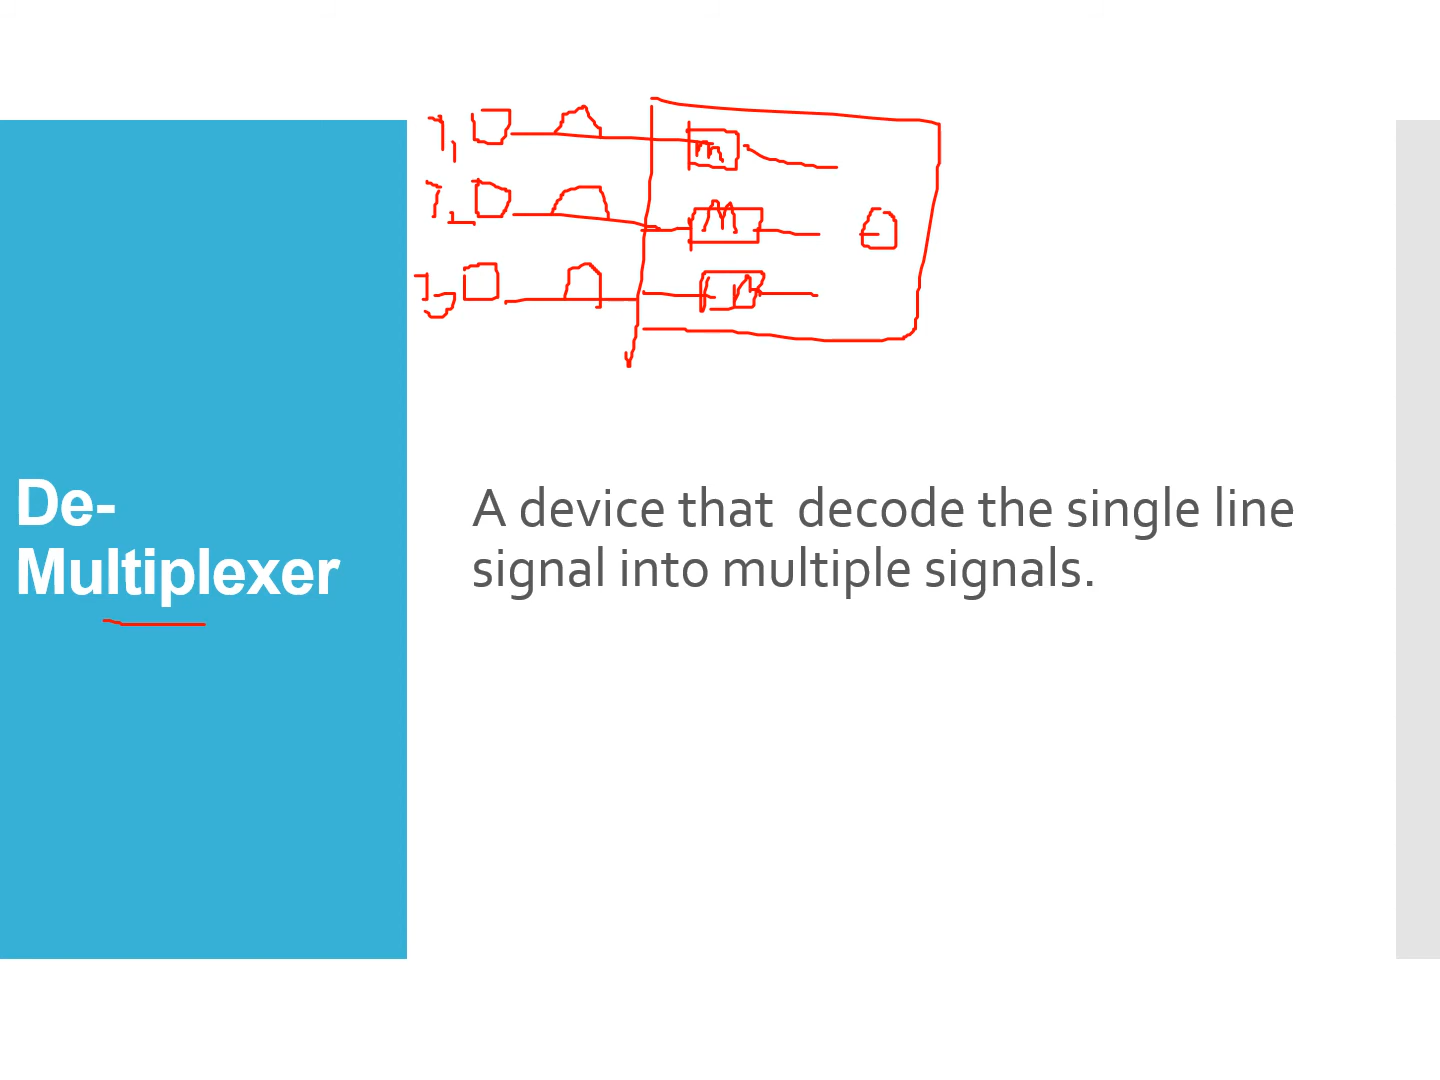 De-
Multiplexer
A device that  decode the single line
signal into multiple signals.